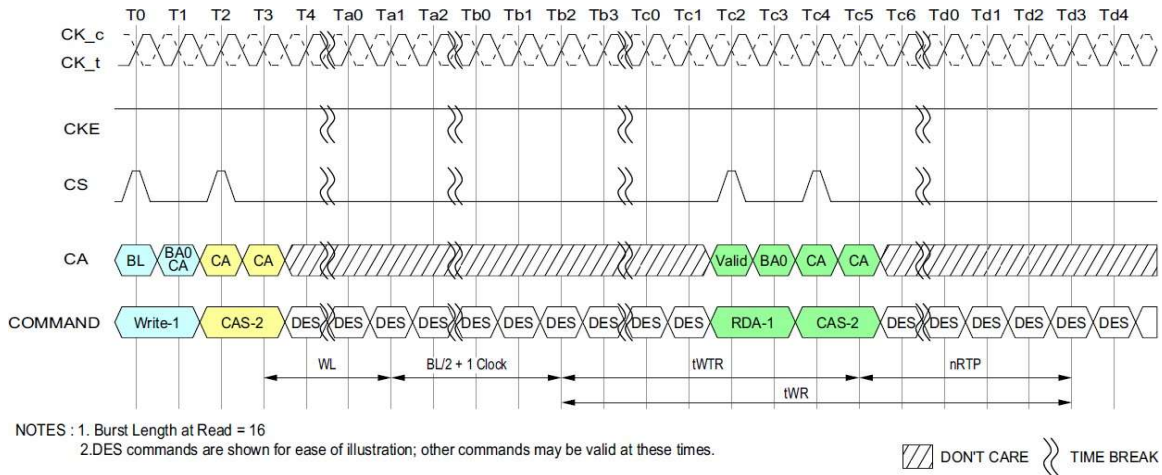 T0 T1 T2 T3 T4 Ta0 Ta1 Ta2 Tb0 Tb1 Tb2 Tb3 Tc0 Tc1 Tc2 Tc3 Tc4 Tc5 Tc6 Td0 Td1 Td2 Td3 Td4
CK_c
CK_t
CKE
CS
CA BL BA0 CA CA CA Valid BA0 CA CA
COMMAND Write-1 CAS-2 DES DES DES DES DES DES DES DES DES DES RDA-1 CAS-2 DES DES DES DES DES DES
WL BL/2 + 1 Clock tWTR nRTP
tWR
NOTES : 1. Burst Length at Read = 16
2.DES commands are shown for ease of illustration; other commands may be valid at these times.
DON'T CARE TIME BREAK